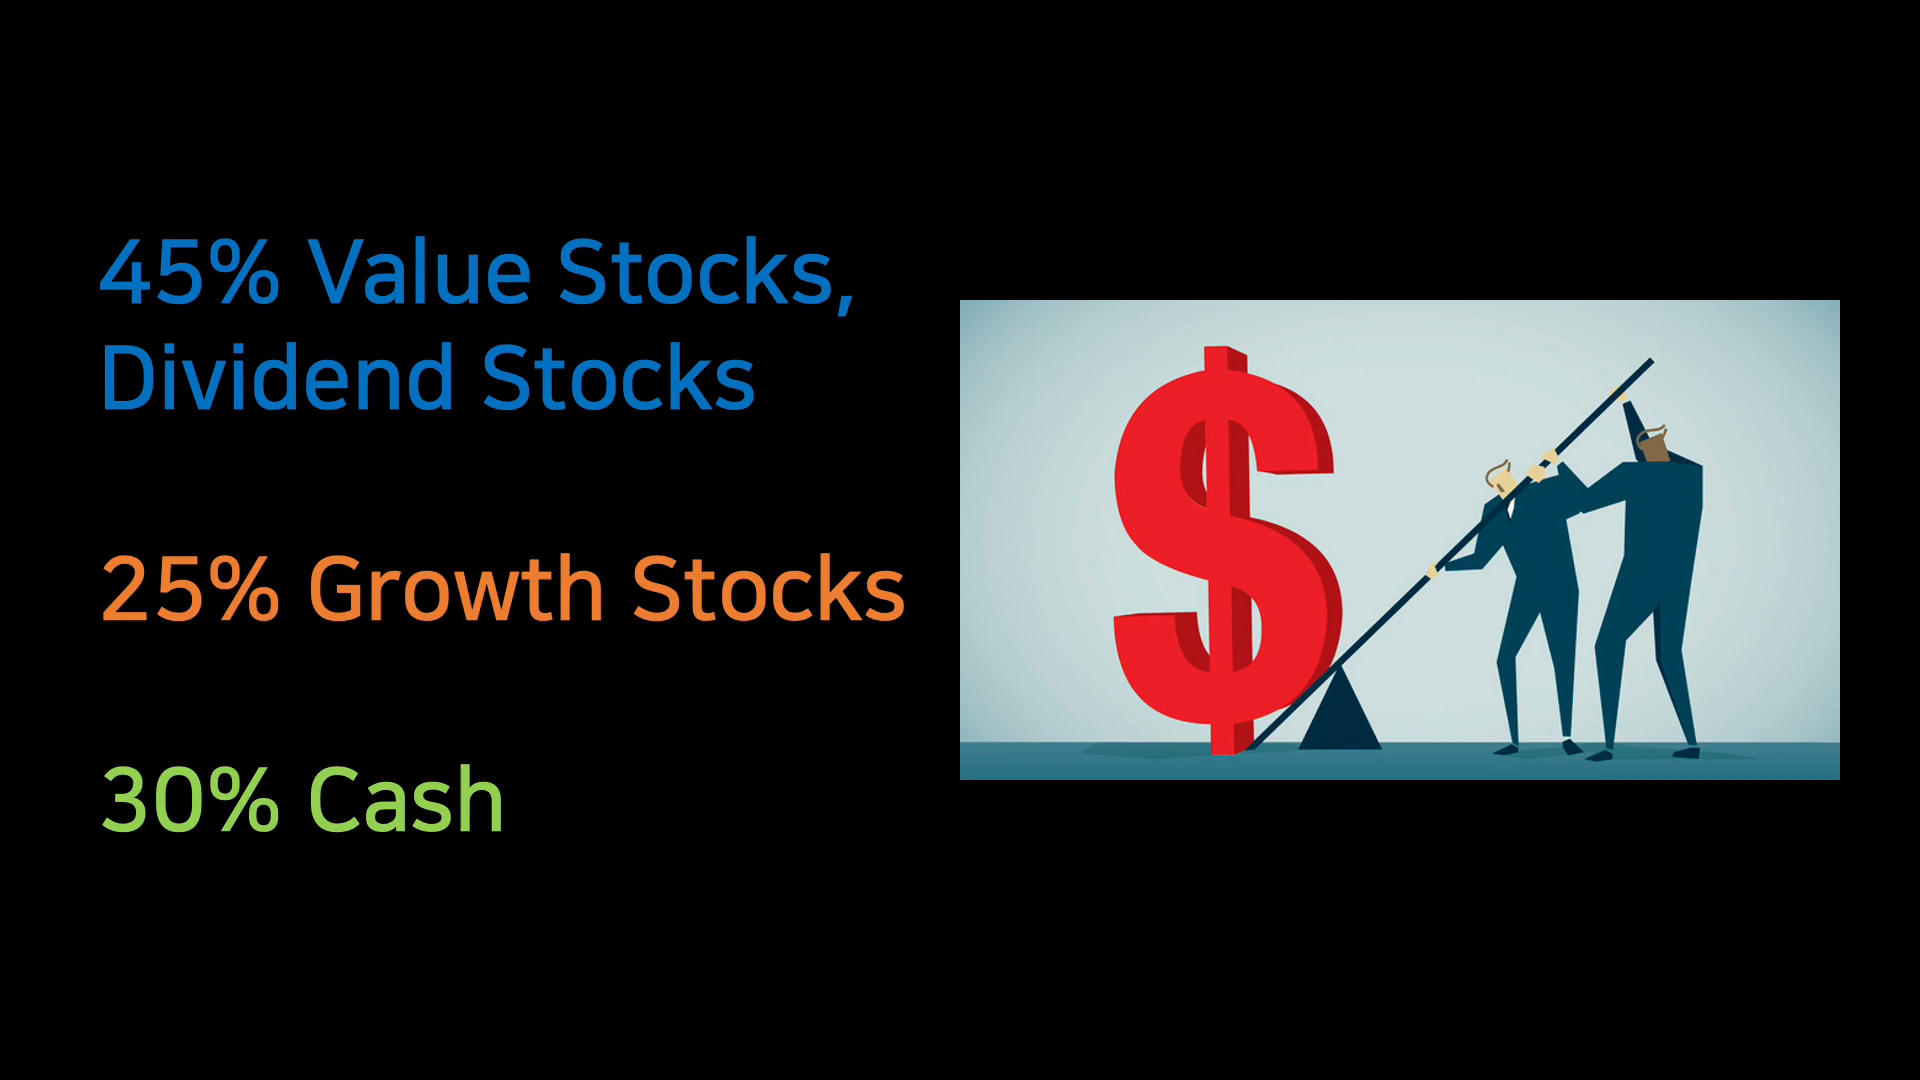 45% Value Stocks,
Dividend Stocks
25% Growth Stocks
30% Cash
$